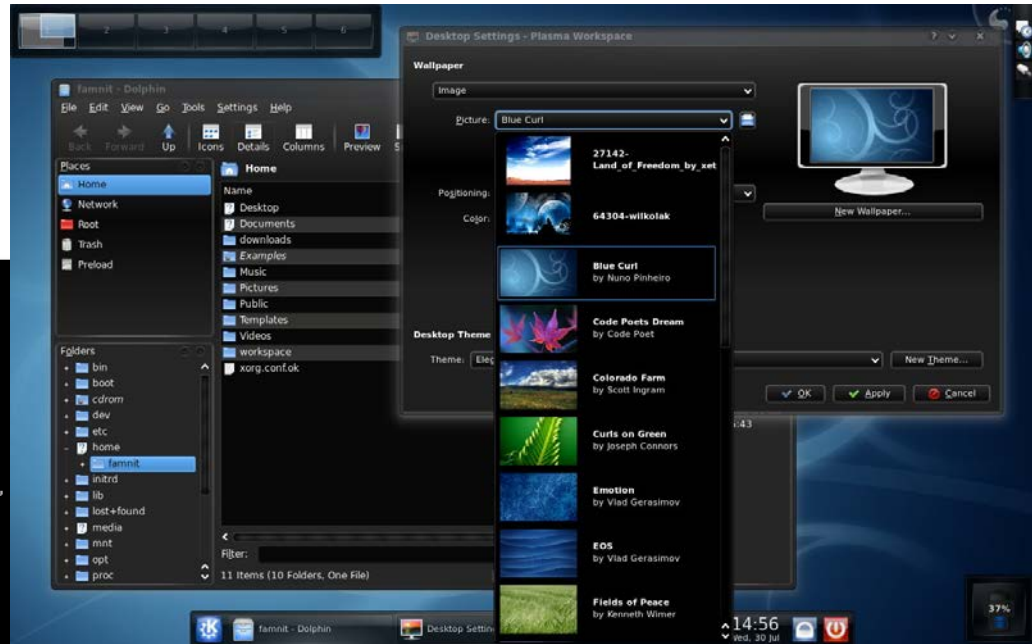 1 2 3 4 5 6
Desktop Settings - Plasma Workspace
Wallpaper
Image
Picture: Blue Curl
27142-
Land_of_Freedom_by_xet
64304-wilkolak
Blue Curl
by Nuno Pinheiro
Code Poets Dream
by Code Poet
Colorado Farm
by Scott Ingram
Curls on Green
by Joseph Connors
Emotion
by Vlad Gerasimov
EOS
by Vlad Gerasimov
Fields of Peace
by Kenneth Wimer
Positioning:
Color:
New Wallpaper...
Desktop Theme
Theme: Eleg
New Theme...
OK Apply Cancel
famnit - Dolphin
File Edit View Go Tools Settings Help
Back Forward Up Icons Details Columns Preview S
Places
Home
Network
Root
Trash
Preload
Folders
bin
boot
cdrom
dev
etc
home
famnit
initrd
lib
lost+found
media
mnt
opt
proc
Home
Name
Desktop
Documents
downloads
Examples
Music
Pictures
Public
Templates
Videos
workspace
xorg.conf.ok
:43
Filter:
11 Items (10 Folders, One File)
famnit - Dolphin
Desktop Settin
14:56
Wed, 30 Jul
37%